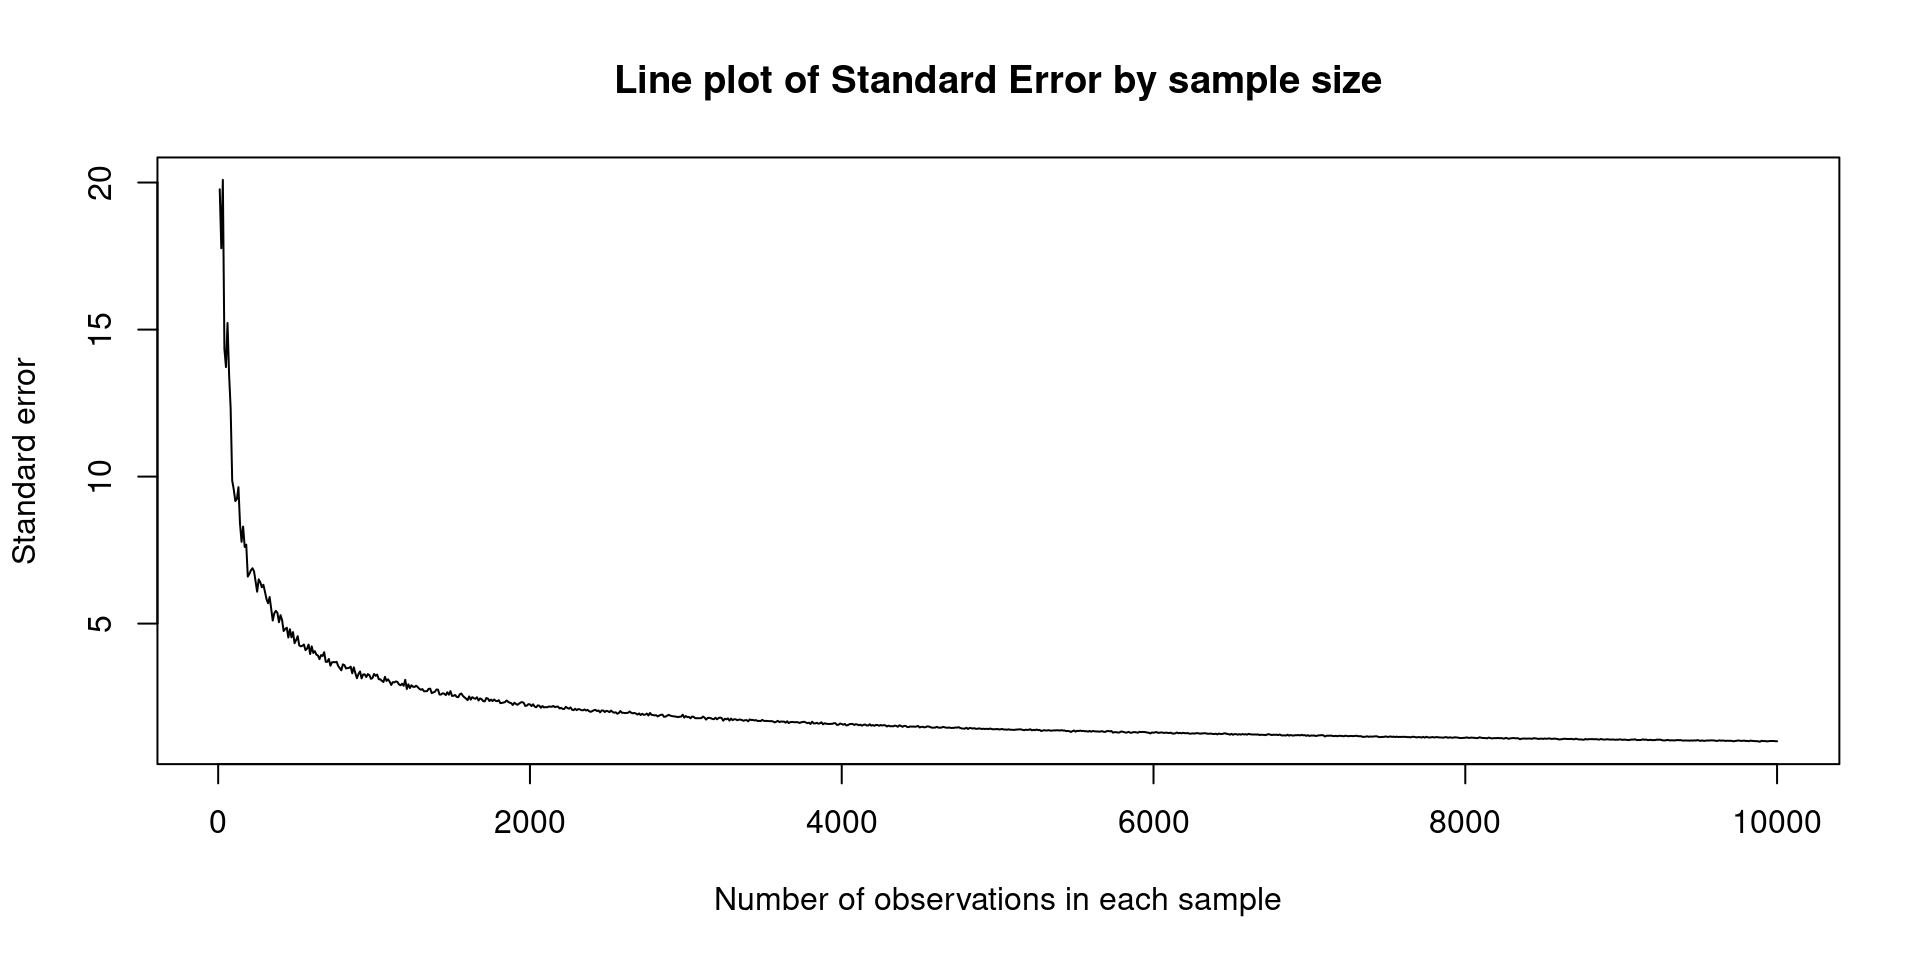 Line plot of Standard Error by sample size
20
15
10
5
Standard error
0 2000 4000 6000 8000 10000
Number of observations in each sample